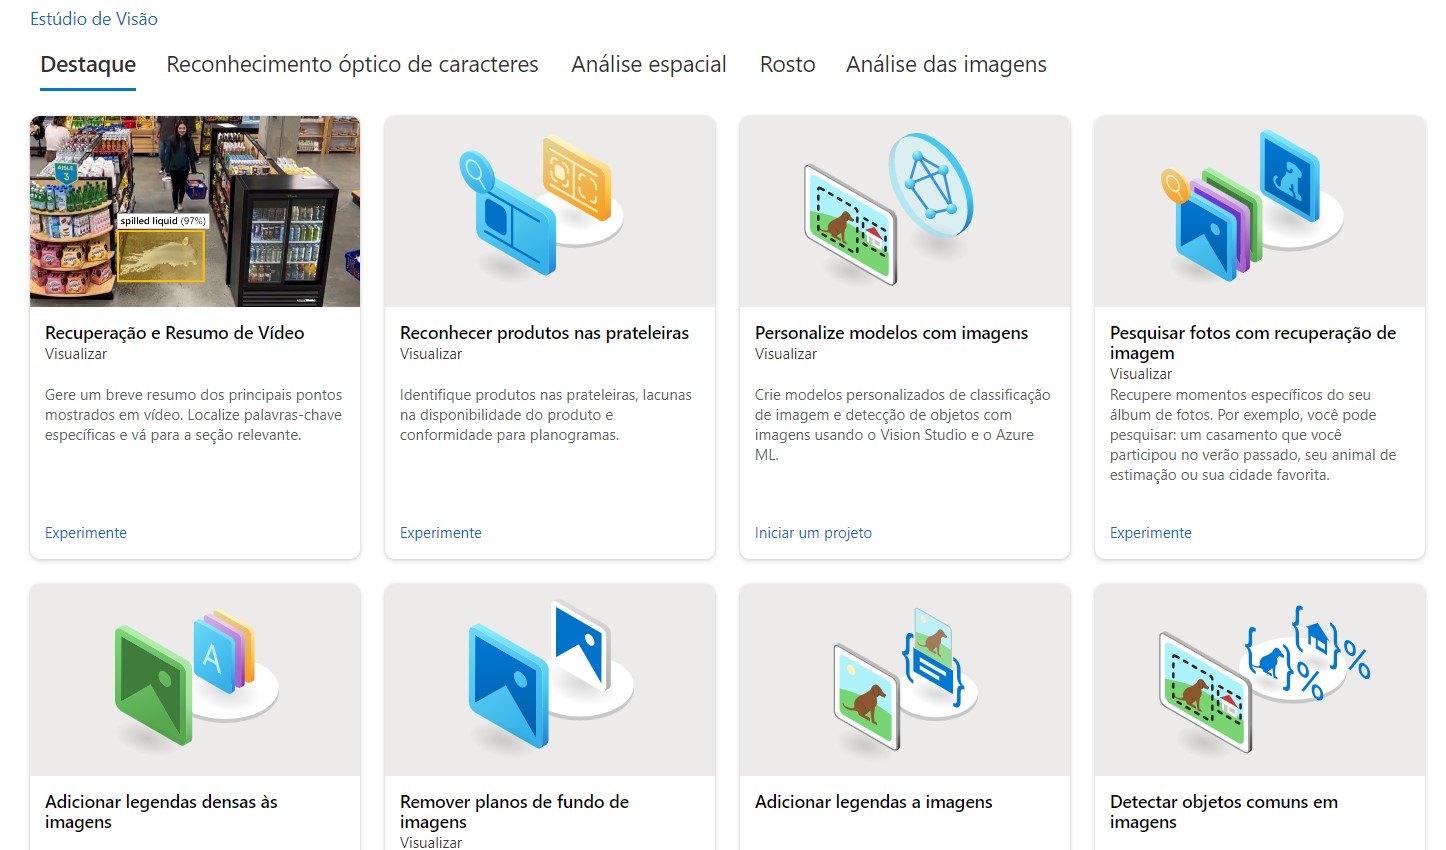 Estúdio de Visão
Destaque
Reconhecimento óptico de caracteres
Análise espacial
Rosto
Análise das imagens
AISLE
3
spilled liquid (97%)
Recuperação e Resumo de Vídeo
Visualizar
Gere um breve resumo dos principais pontos
mostrados em vídeo. Localize palavras-chave
específicas e vá para a seção relevante.
Experimente
Reconhecer produtos nas prateleiras
Visualizar
Identifique produtos nas prateleiras, lacunas
na disponibilidade do produto e
conformidade para planogramas.
Experimente
Personalize modelos com imagens
Visualizar
Crie modelos personalizados de classificação
de imagem e detecção de objetos com
imagens usando o Vision Studio e o Azure
ML.
Iniciar um projeto
Pesquisar fotos com recuperação de
imagem
Visualizar
Recupere momentos específicos do seu
álbum de fotos. Por exemplo, você pode
pesquisar: um casamento que você
participou no verão passado, seu animal de
estimação ou sua cidade favorita.
Experimente
A
Adicionar legendas densas às
imagens
Remover planos de fundo de
imagens
Visualizar
{ }
Adicionar legendas a imagens
{ }%
{ }%
Detectar objetos comuns em
imagens